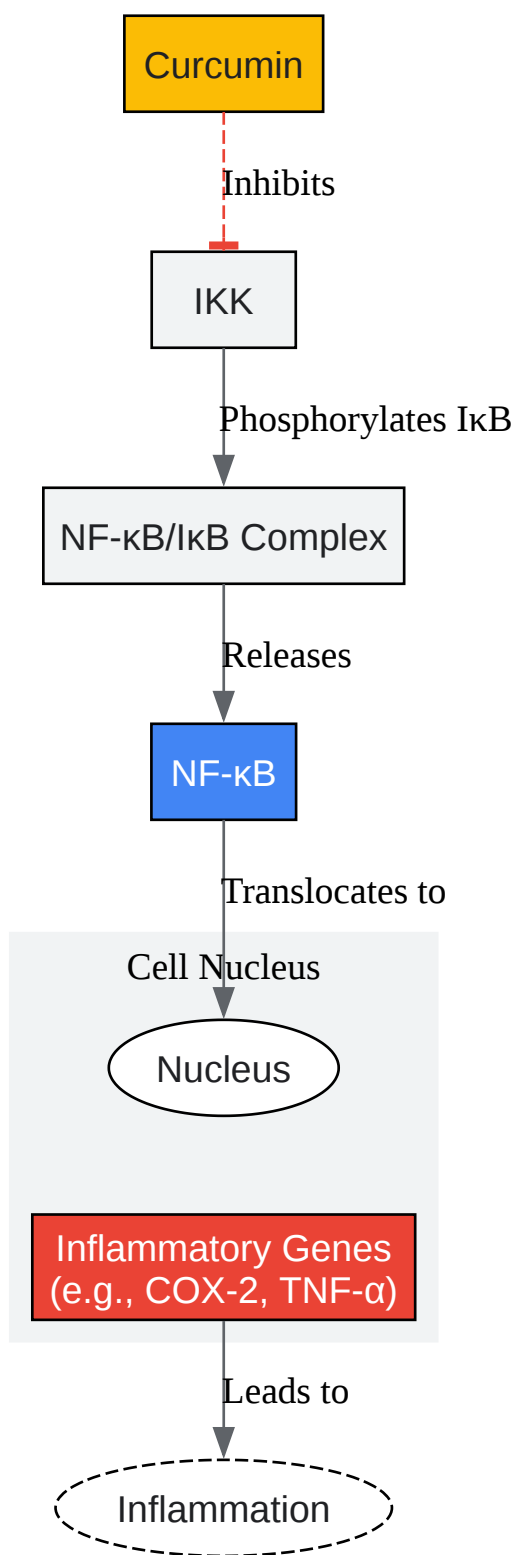 Curcumin
Inhibits
IKK
Phosphorylates IκB
NF-κB/IκB Complex
Releases
NF-κB
Translocates to
Cell Nucleus
Nucleus
Inflammatory Genes
(e.g., COX-2, TNF-α)
Leads to
Inflammation